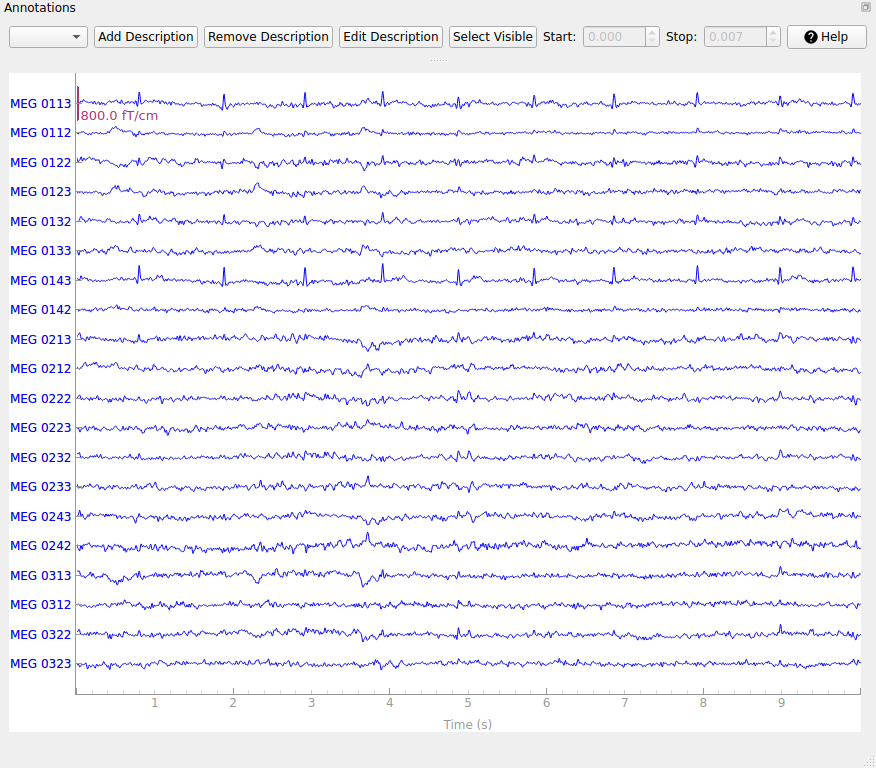 Annotations
Add Description Remove Description Edit Description Select Visible Start: 0.000 Stop: 0.007 ? Help
MEG 0113
800.0 fT/cm
MEG 0112
MEG 0122
MEG 0123
MEG 0132
MEG 0133
MEG 0143
MEG 0142
MEG 0213
MEG 0212
MEG 0222
MEG 0223
MEG 0232
MEG 0233
MEG 0243
MEG 0242
MEG 0313
MEG 0312
MEG 0322
MEG 0323
1 2 3 4 5 6 7 8 9
Time (s)